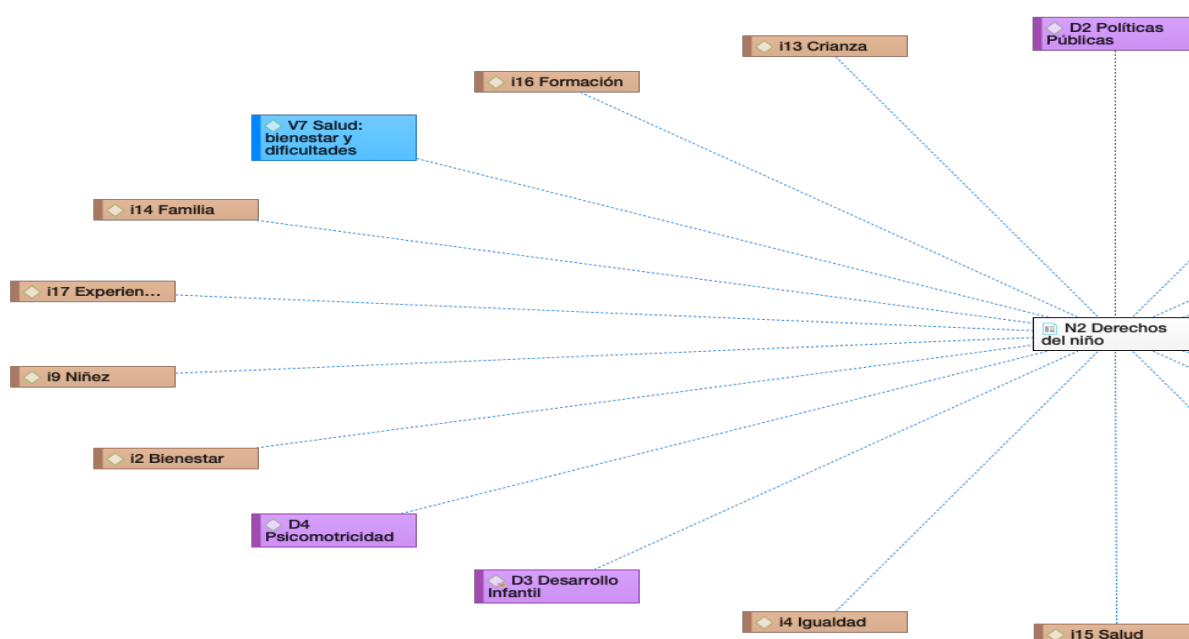 D2 Políticas
Públicas
i13 Crianza
i16 Formación
V7 Salud:
bienestar y
dificultades
i14 Familia
i17 Experien...
N2 Derechos
del niño
i9 Niñez
i2 Bienestar
D4
Psicomotricidad
D3 Desarrollo
Infantil
i4 Igualdad
i15 Salud